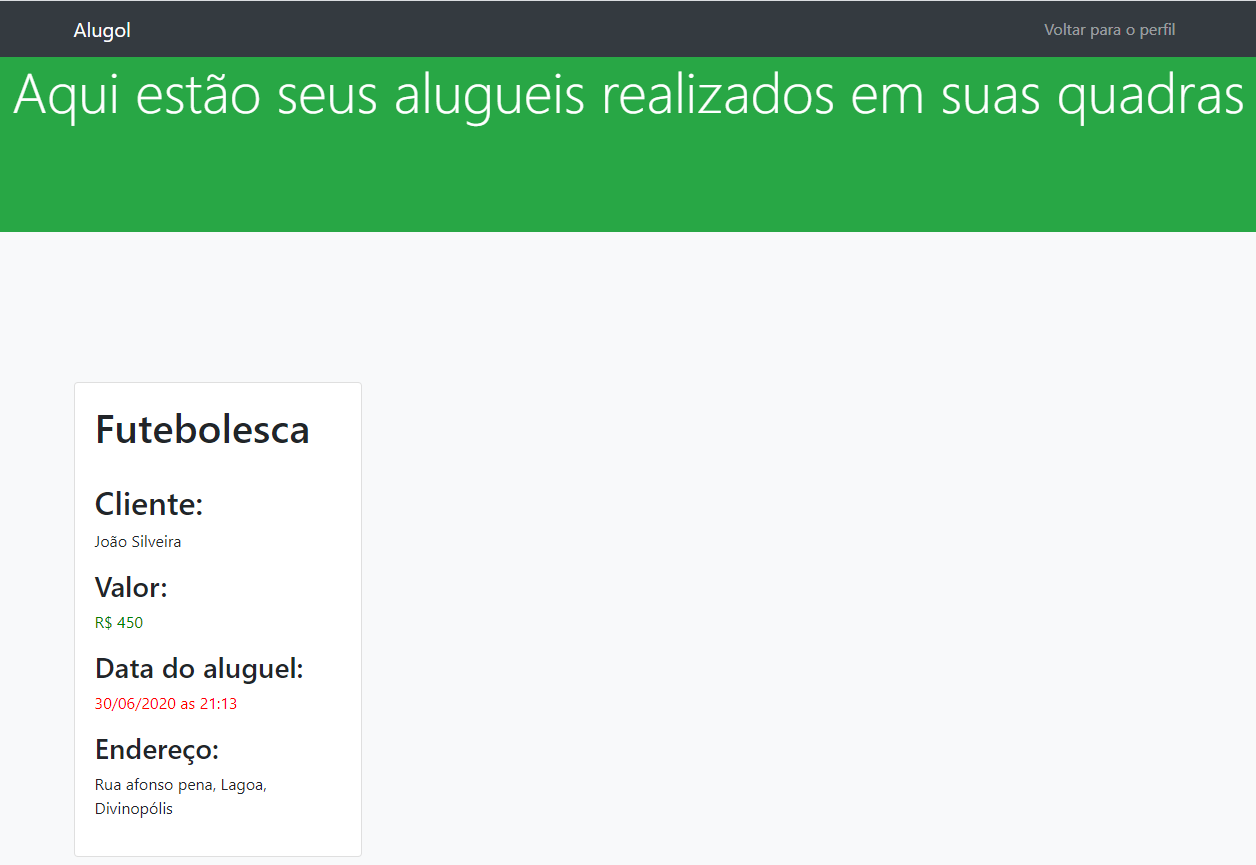 Alugol
Voltar para o perfil
Aqui estão seus alugueis realizados em suas quadras
Futebolesca
Cliente:
João Silveira
Valor:
R$ 450
Data do aluguel:
30/06/2020 as 21:13
Endereço:
Rua afonso pena, Lagoa,
Divinopólis